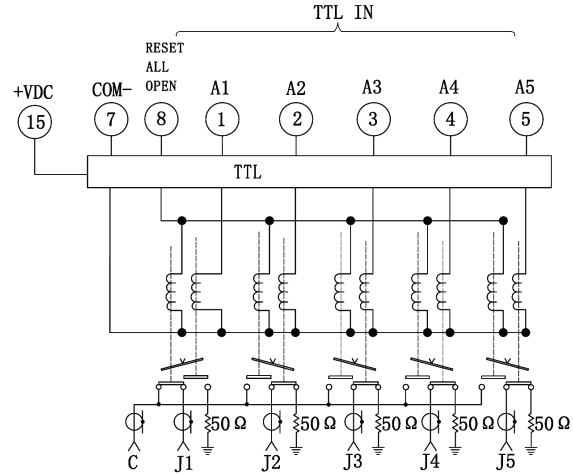 TTL IN
RESET
ALL
OPEN
+VDC COM- A1 A2 A3 A4 A5
15 7 8 1 2 3 4 5
TTL
50 Ω 50 Ω 50 Ω 50 Ω 50 Ω
C J1 J2 J3 J4 J5